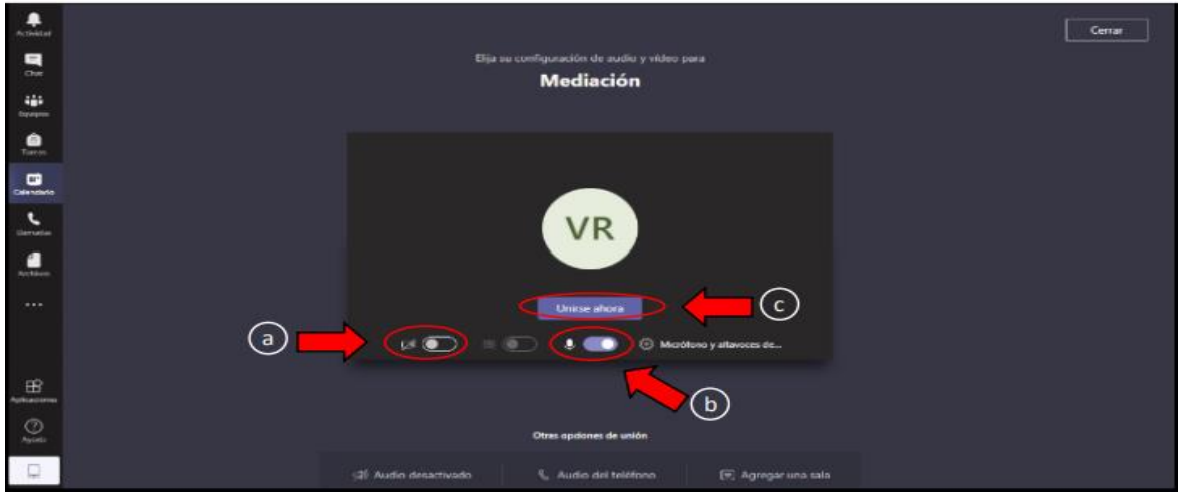 Actividad
Chat
Equipos
Tareas
Calendario
Llamadas
Archivos
...
Aplicaciones
Ayuda
Cerrar
Elija su configuración de audio y vídeo para
Mediación
VR
Unirse ahora
c
a
Micrófono y altavoces de...
b
Otras opciones de unión
Audio desactivado
Audio del teléfono
Agregar una sala